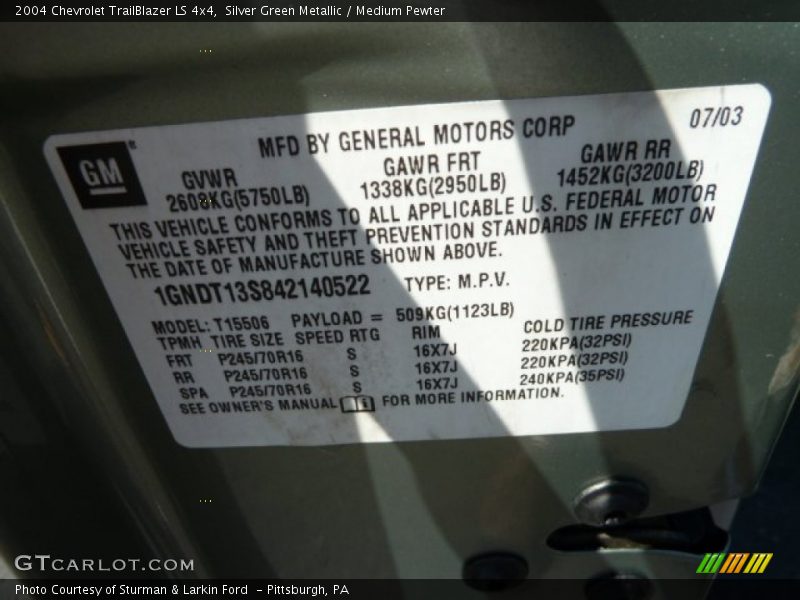 2004 Chevrolet TrailBlazer LS 4x4, Silver Green Metallic / Medium Pewter
07/03
MFD BY GENERAL MOTORS CORP
GM
GVWR GAWR FRT GAWR RR
2608KG(5750LB) 1338KG(2950LB) 1452KG(3200LB)
THIS VEHICLE CONFORMS TO ALL APPLICABLE U.S. FEDERAL MOTOR
VEHICLE SAFETY AND THEFT PREVENTION STANDARDS IN EFFECT ON
THE DATE OF MANUFACTURE SHOWN ABOVE.
1GNDT13S842140522 TYPE: M.P.V.
MODEL: T15506 PAYLOAD = 509KG(1123LB)
TPMH TIRE SIZE SPEED RTG RIM COLD TIRE PRESSURE
FRT P245/70R16 S 16X7J 220KPA(32PSI)
RR P245/70R16 S 16X7J 220KPA(32PSI)
SPA P245/70R16 S 16X7J 240KPA(35PSI)
SEE OWNER'S MANUAL FOR MORE INFORMATION.
GTCARLOT.COM
Photo Courtesy of Sturman & Larkin Ford - Pittsburgh, PA